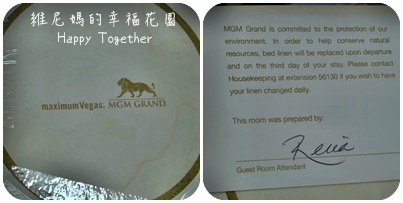 維尼媽的幸福花園
Happy Together
maximumVegas. MGM GRAND
MGM Grand is committed to the protection of our
environment. In order to help conserve natural
resources, bed linen will be replaced upon departure
and on the third day of your stay. Please contact
Housekeeping at extension 56130 if you wish to have
your linen changed daily.
This room was prepared by:
Guest Room Attendant